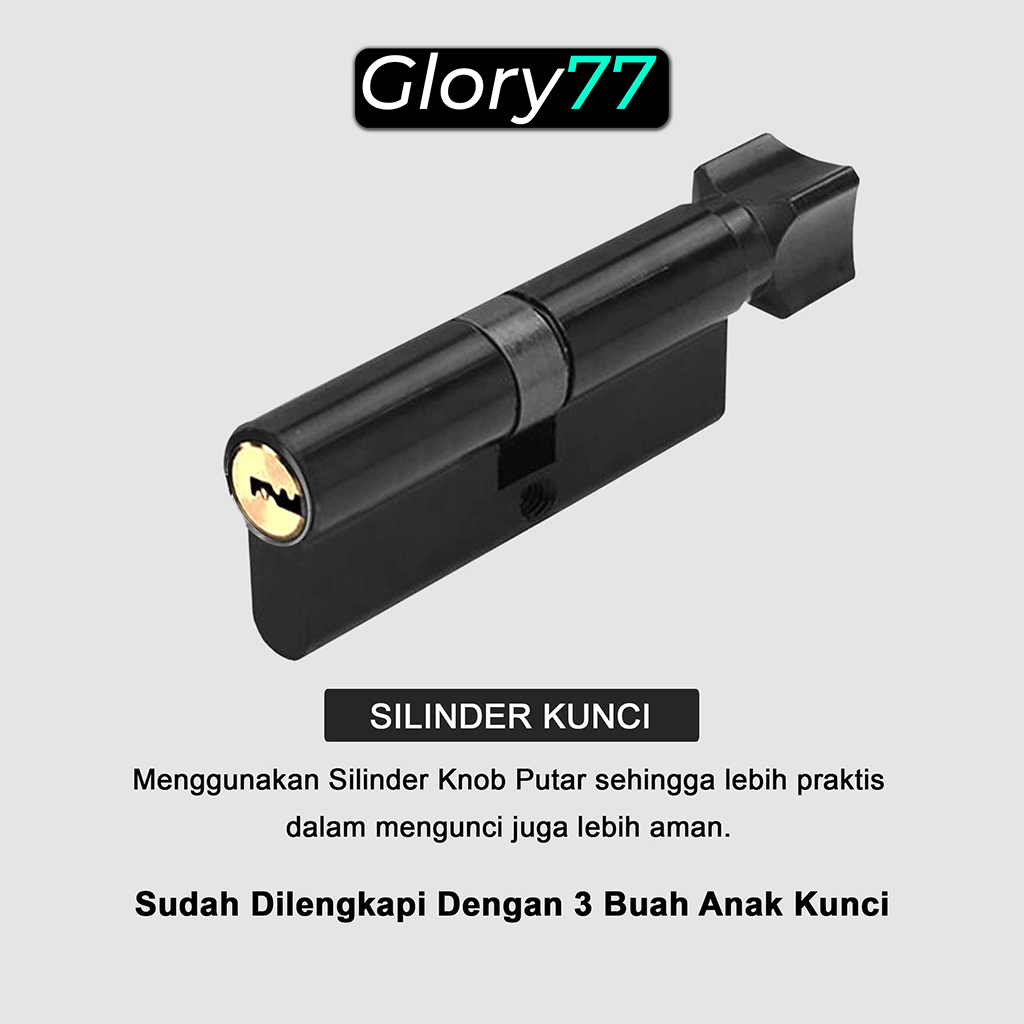 Glory77
SILINDER KUNCI
Menggunakan Silinder Knob Putar sehingga lebih praktis
dalam mengunci juga lebih aman.
Sudah Dilengkapi Dengan 3 Buah Anak Kunci